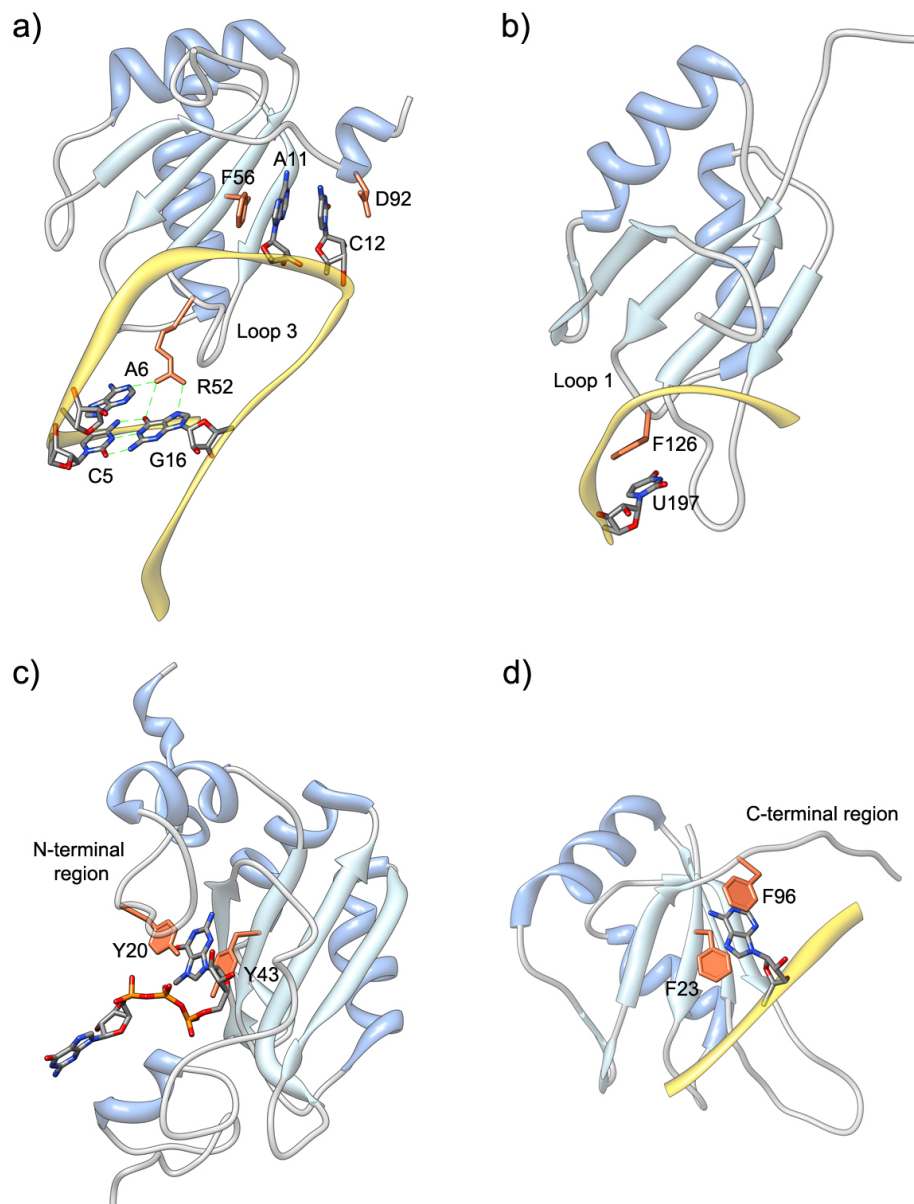 a)
F56
A11
D92
C12
Loop 3
A6
R52
C5
G16
b)
Loop 1
F126
U197
c)
N-terminal
region
Y20
Y43
d)
C-terminal region
F96
F23